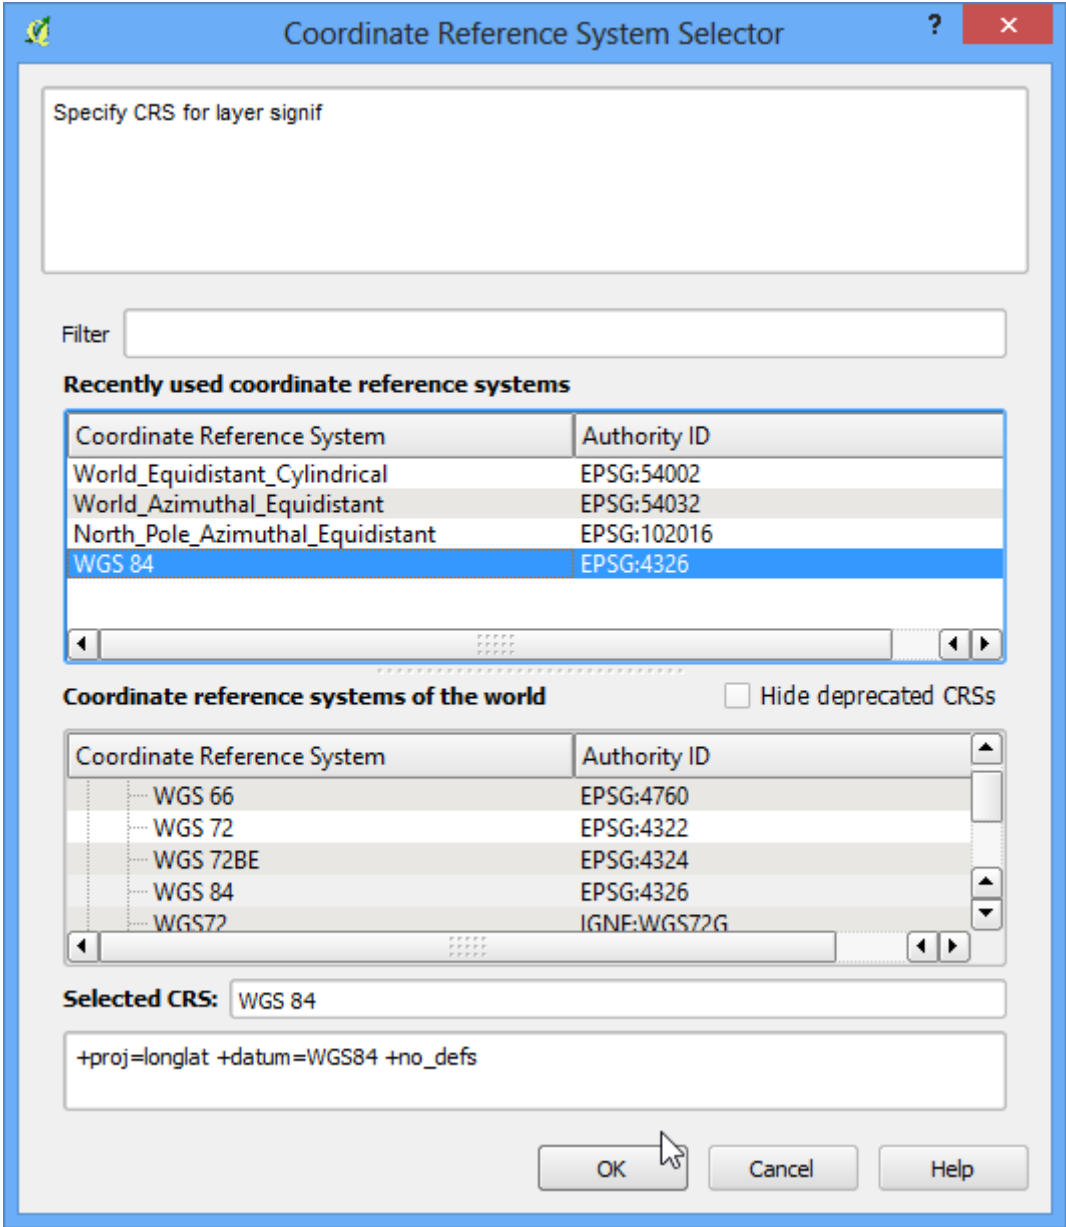 Coordinate Reference System Selector ?
Specify CRS for layer signif
Filter
Recently used coordinate reference systems
Coordinate Reference System Authority ID
World_Equidistant_Cylindrical EPSG:54002
World_Azimuthal_Equidistant EPSG:54032
North_Pole_Azimuthal_Equidistant EPSG:102016
WGS 84 EPSG:4326
Coordinate reference systems of the world Hide deprecated CRSs
Coordinate Reference System Authority ID
WGS 66 EPSG:4760
WGS 72 EPSG:4322
WGS 72BE EPSG:4324
WGS 84 EPSG:4326
WGS72 IGNF:WGS72G
Selected CRS: WGS 84
+proj=longlat +datum=WGS84 +no_defs
OK Cancel Help